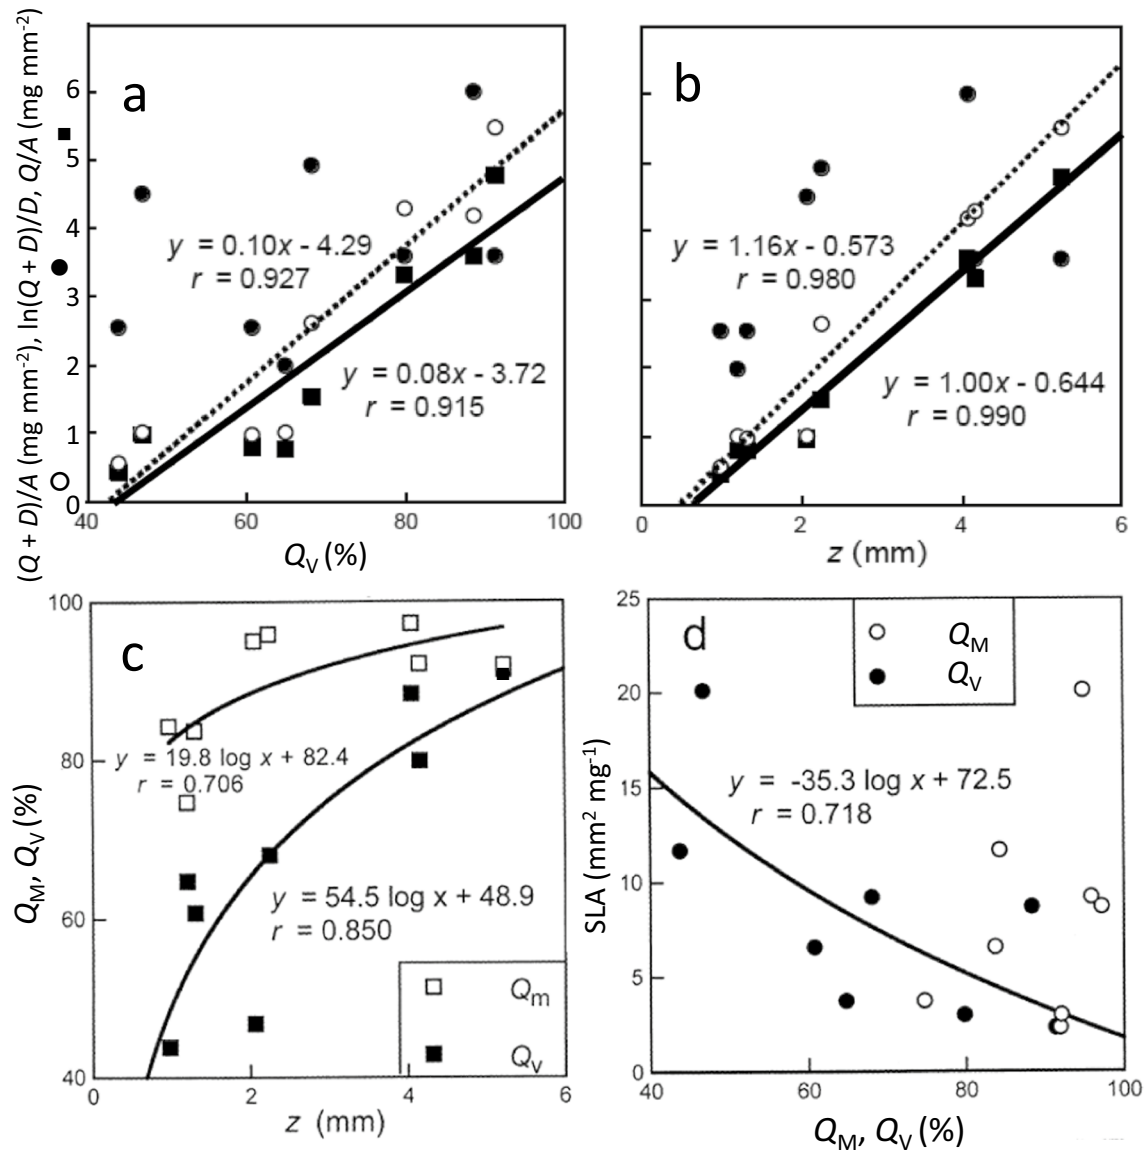 (Q + D)/A (mg mm⁻²), ln(Q + D)/D, Q/A (mg mm⁻²)
a
6
5
4
3
2
1
0
y = 0.10x - 4.29
r = 0.927
y = 0.08x - 3.72
r = 0.915
40 60 80 100
Q_V (%)
b
y = 1.16x - 0.573
r = 0.980
y = 1.00x - 0.644
r = 0.990
0 2 4 6
z (mm)
Q_M, Q_V (%)
c
100
80
60
40
y = 19.8 log x + 82.4
r = 0.706
y = 54.5 log x + 48.9
r = 0.850
Q_m
Q_v
0 2 4 6
z (mm)
SLA (mm² mg⁻¹)
d
25
20
15
10
5
0
Q_M
Q_V
y = -35.3 log x + 72.5
r = 0.718
40 60 80 100
Q_M, Q_V (%)